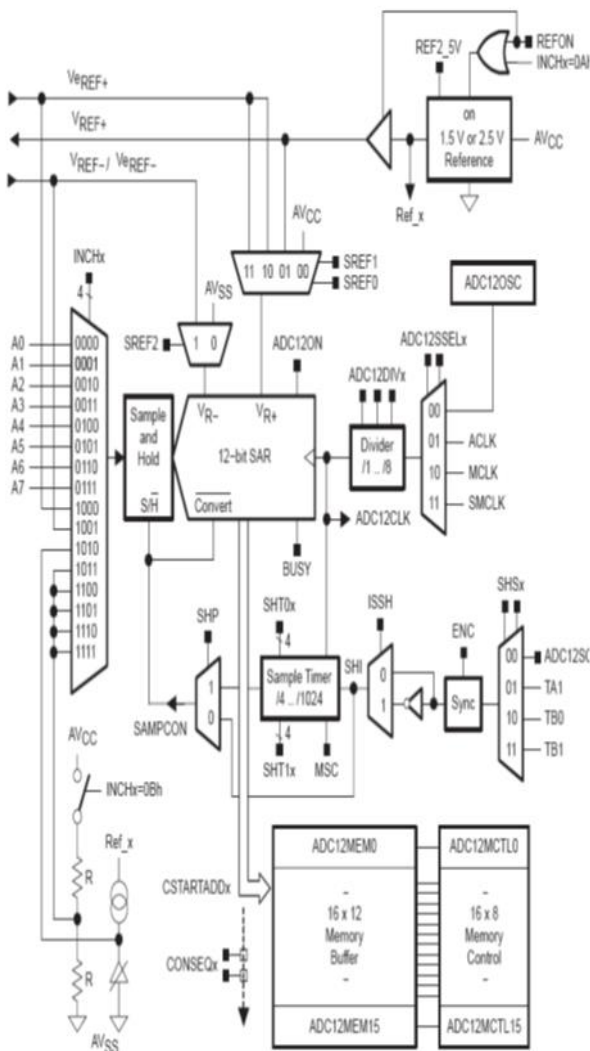 REF2_5V
REFON
INCHx=0Ah
VeREF+
VREF+
VREF– / VeREF–
on
1.5 V or 2.5 V
Reference
AVCC
Ref_x
AVCC
INCHx
4
11 10 01 00
SREF1
SREF0
AVSS
SREF2
1 0
ADC12ON
ADC12OSC
ADC12SSELx
ADC12DIVx
A0 0000
A1 0001
A2 0010
A3 0011
A4 0100
A5 0101
A6 0110
A7 0111
1000
1001
1010
1011
1100
1101
1110
1111
Sample
and
Hold
S/H
VR–
VR+
12–bit SAR
Convert
Divider
/1 .. /8
00
01 ACLK
10 MCLK
11 SMCLK
ADC12CLK
BUSY
SHP
SHT0x
4
ISSH
ENC
SHSx
1
0
SAMPCON
Sample Timer
/4 .. /1024
SHI
0
1
Sync
00 ADC12SC
01 TA1
10 TB0
11 TB1
4
SHT1x
MSC
AVCC
INCHx=0Bh
Ref_x
R
R
AVSS
CSTARTADDx
CONSEQx
ADC12MEM0
–
16 x 12
Memory
Buffer
–
ADC12MEM15
ADC12MCTL0
–
16 x 8
Memory
Control
–
ADC12MCTL15